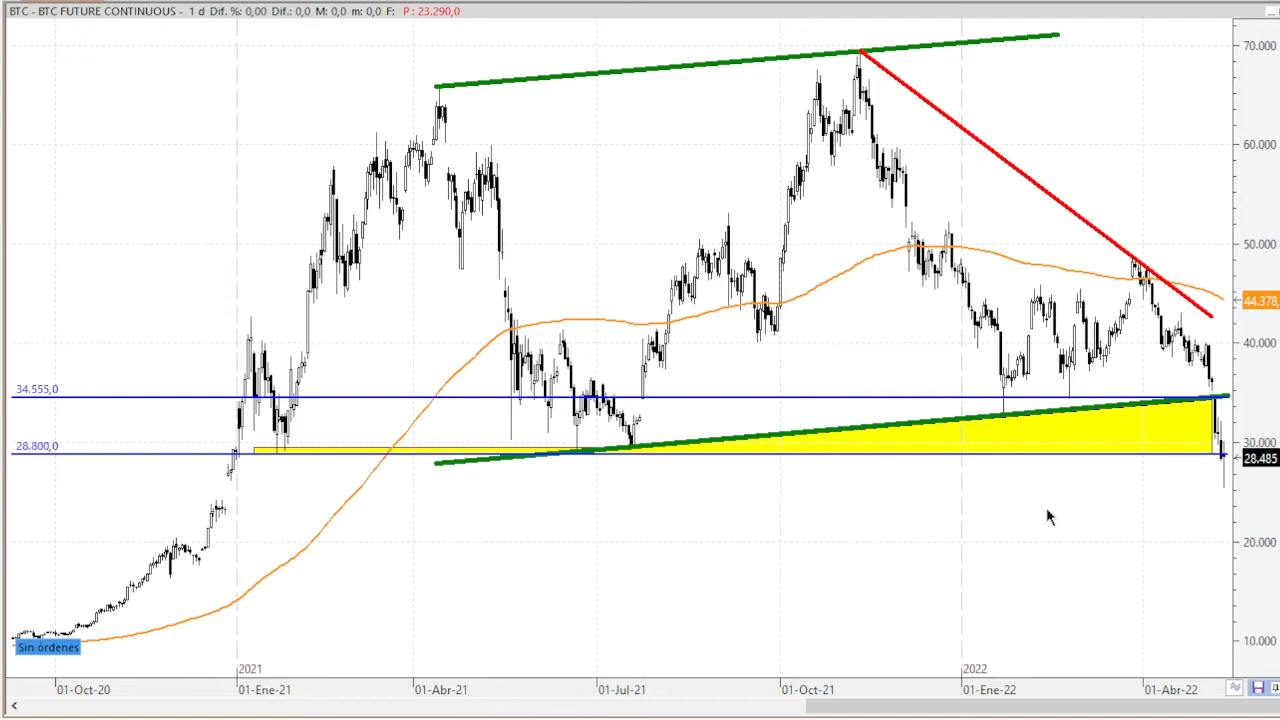 BTC - BTC FUTURE CONTINUOUS - 1 d Dif. %: 0,00 Dif.: 0,0 M: 0,0 m: 0,0 F: P : 23.290,0
70.000
60.000
50.000
44.378,
40.000
34.555,0
30.000
28.800,0
28.485
20.000
10.000
Sin órdenes
2021
2022
01-Oct-20
01-Ene-21
01-Abr-21
01-Jul-21
01-Oct-21
01-Ene-22
01-Abr-22